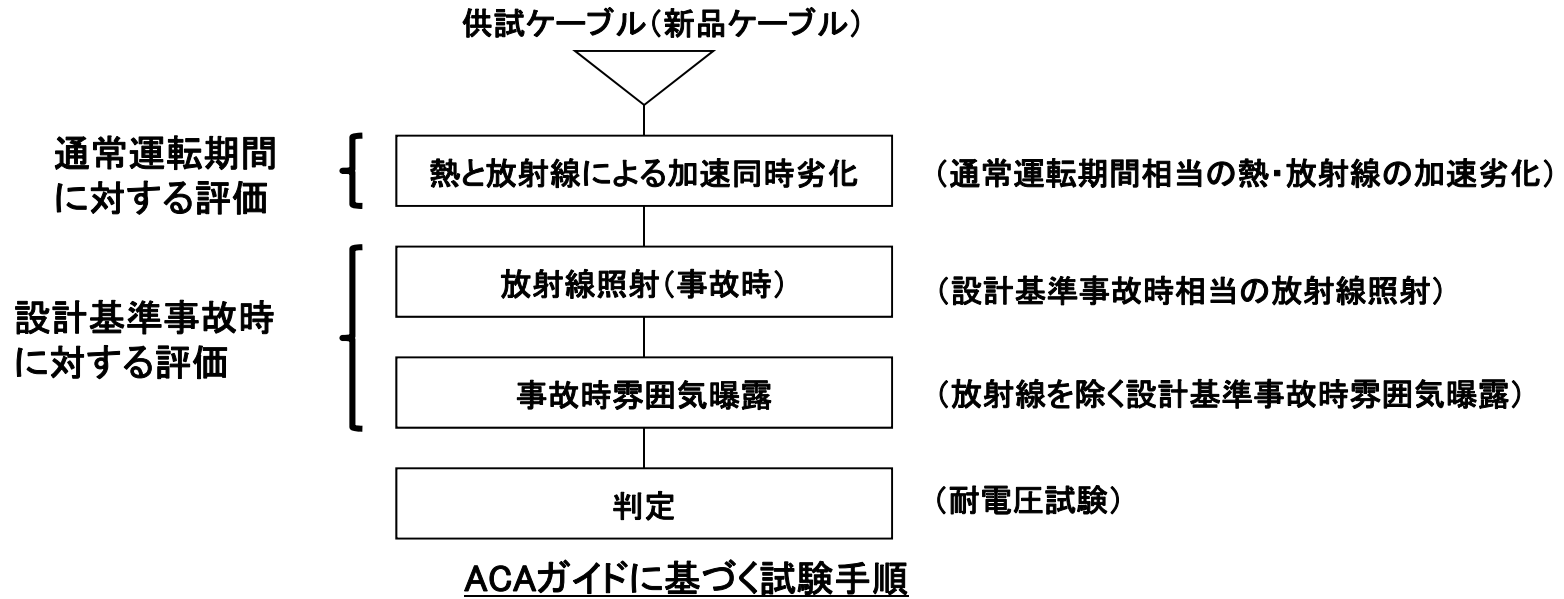 供試ケーブル(新品ケーブル)
通常運転期間
に対する評価
熱と放射線による加速同時劣化
(通常運転期間相当の熱・放射線の加速劣化)
設計基準事故時
に対する評価
放射線照射(事故時)
(設計基準事故時相当の放射線照射)
事故時雰囲気曝露
(放射線を除く設計基準事故時雰囲気曝露)
判定
(耐電圧試験)
ACAガイドに基づく試験手順